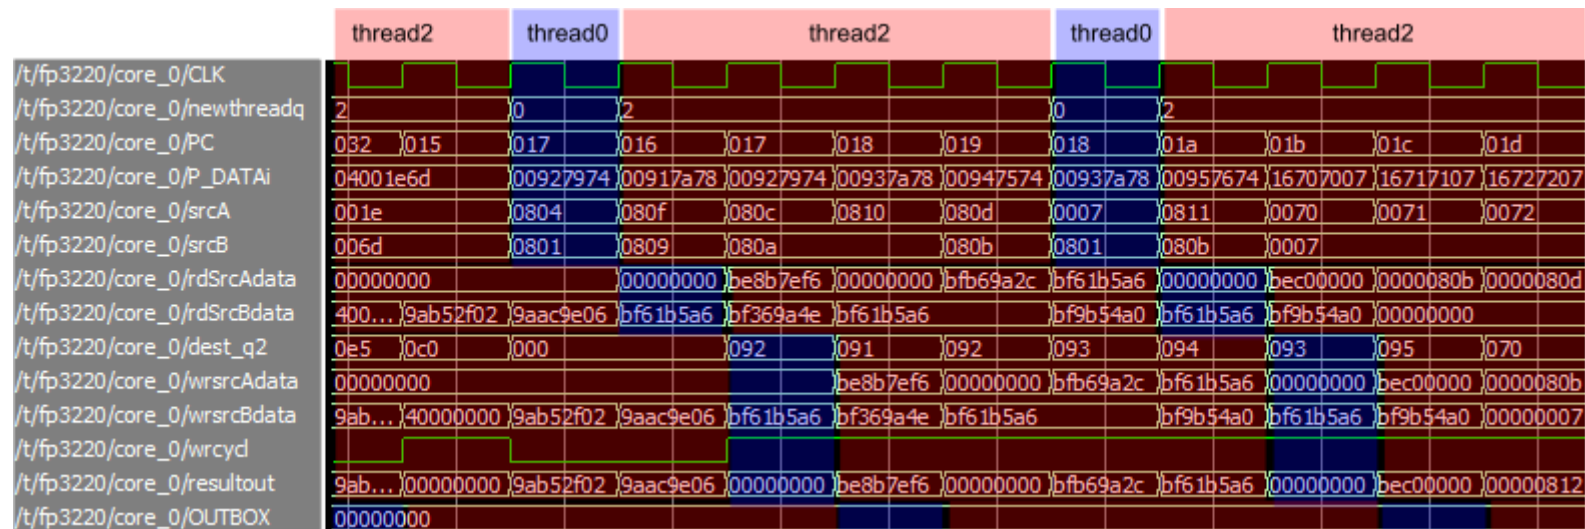 thread2 thread0 thread2 thread0 thread2
/t/fp3220/core_0/CLK
/t/fp3220/core_0/newthreadq 2 0 2 0 2
/t/fp3220/core_0/PC 032 015 017 016 017 018 019 018 01a 01b 01c 01d
/t/fp3220/core_0/P_DATAi 04001e6d 00927974 00917a78 00927974 00937a78 00947574 00937a78 00957674 16707007 16717107 16727207
/t/fp3220/core_0/srcA 001e 0804 080f 080c 0810 080d 0007 0811 0070 0071 0072
/t/fp3220/core_0/srcB 006d 0801 0809 080a 080b 0801 080b 0007
/t/fp3220/core_0/rdSrcAdata 00000000 00000000 be8b7ef6 00000000 bfb69a2c bf61b5a6 00000000 bec00000 0000080b 0000080d
/t/fp3220/core_0/rdSrcBdata 400... 9ab52f02 9aac9e06 bf61b5a6 bf369a4e bf61b5a6 bf9b54a0 bf61b5a6 bf9b54a0 00000000
/t/fp3220/core_0/dest_q2 0e5 0c0 000 092 091 092 093 094 093 095 070
/t/fp3220/core_0/wrsrcAdata 00000000 be8b7ef6 00000000 bfb69a2c bf61b5a6 00000000 bec00000 0000080b
/t/fp3220/core_0/wrsrcBdata 9ab... 40000000 9ab52f02 9aac9e06 bf61b5a6 bf369a4e bf61b5a6 bf9b54a0 bf61b5a6 bf9b54a0 00000007
/t/fp3220/core_0/wrcycl
/t/fp3220/core_0/resultout 9ab... 00000000 9ab52f02 9aac9e06 00000000 be8b7ef6 00000000 bfb69a2c bf61b5a6 00000000 bec00000 00000812
/t/fp3220/core_0/OUTBOX 00000000